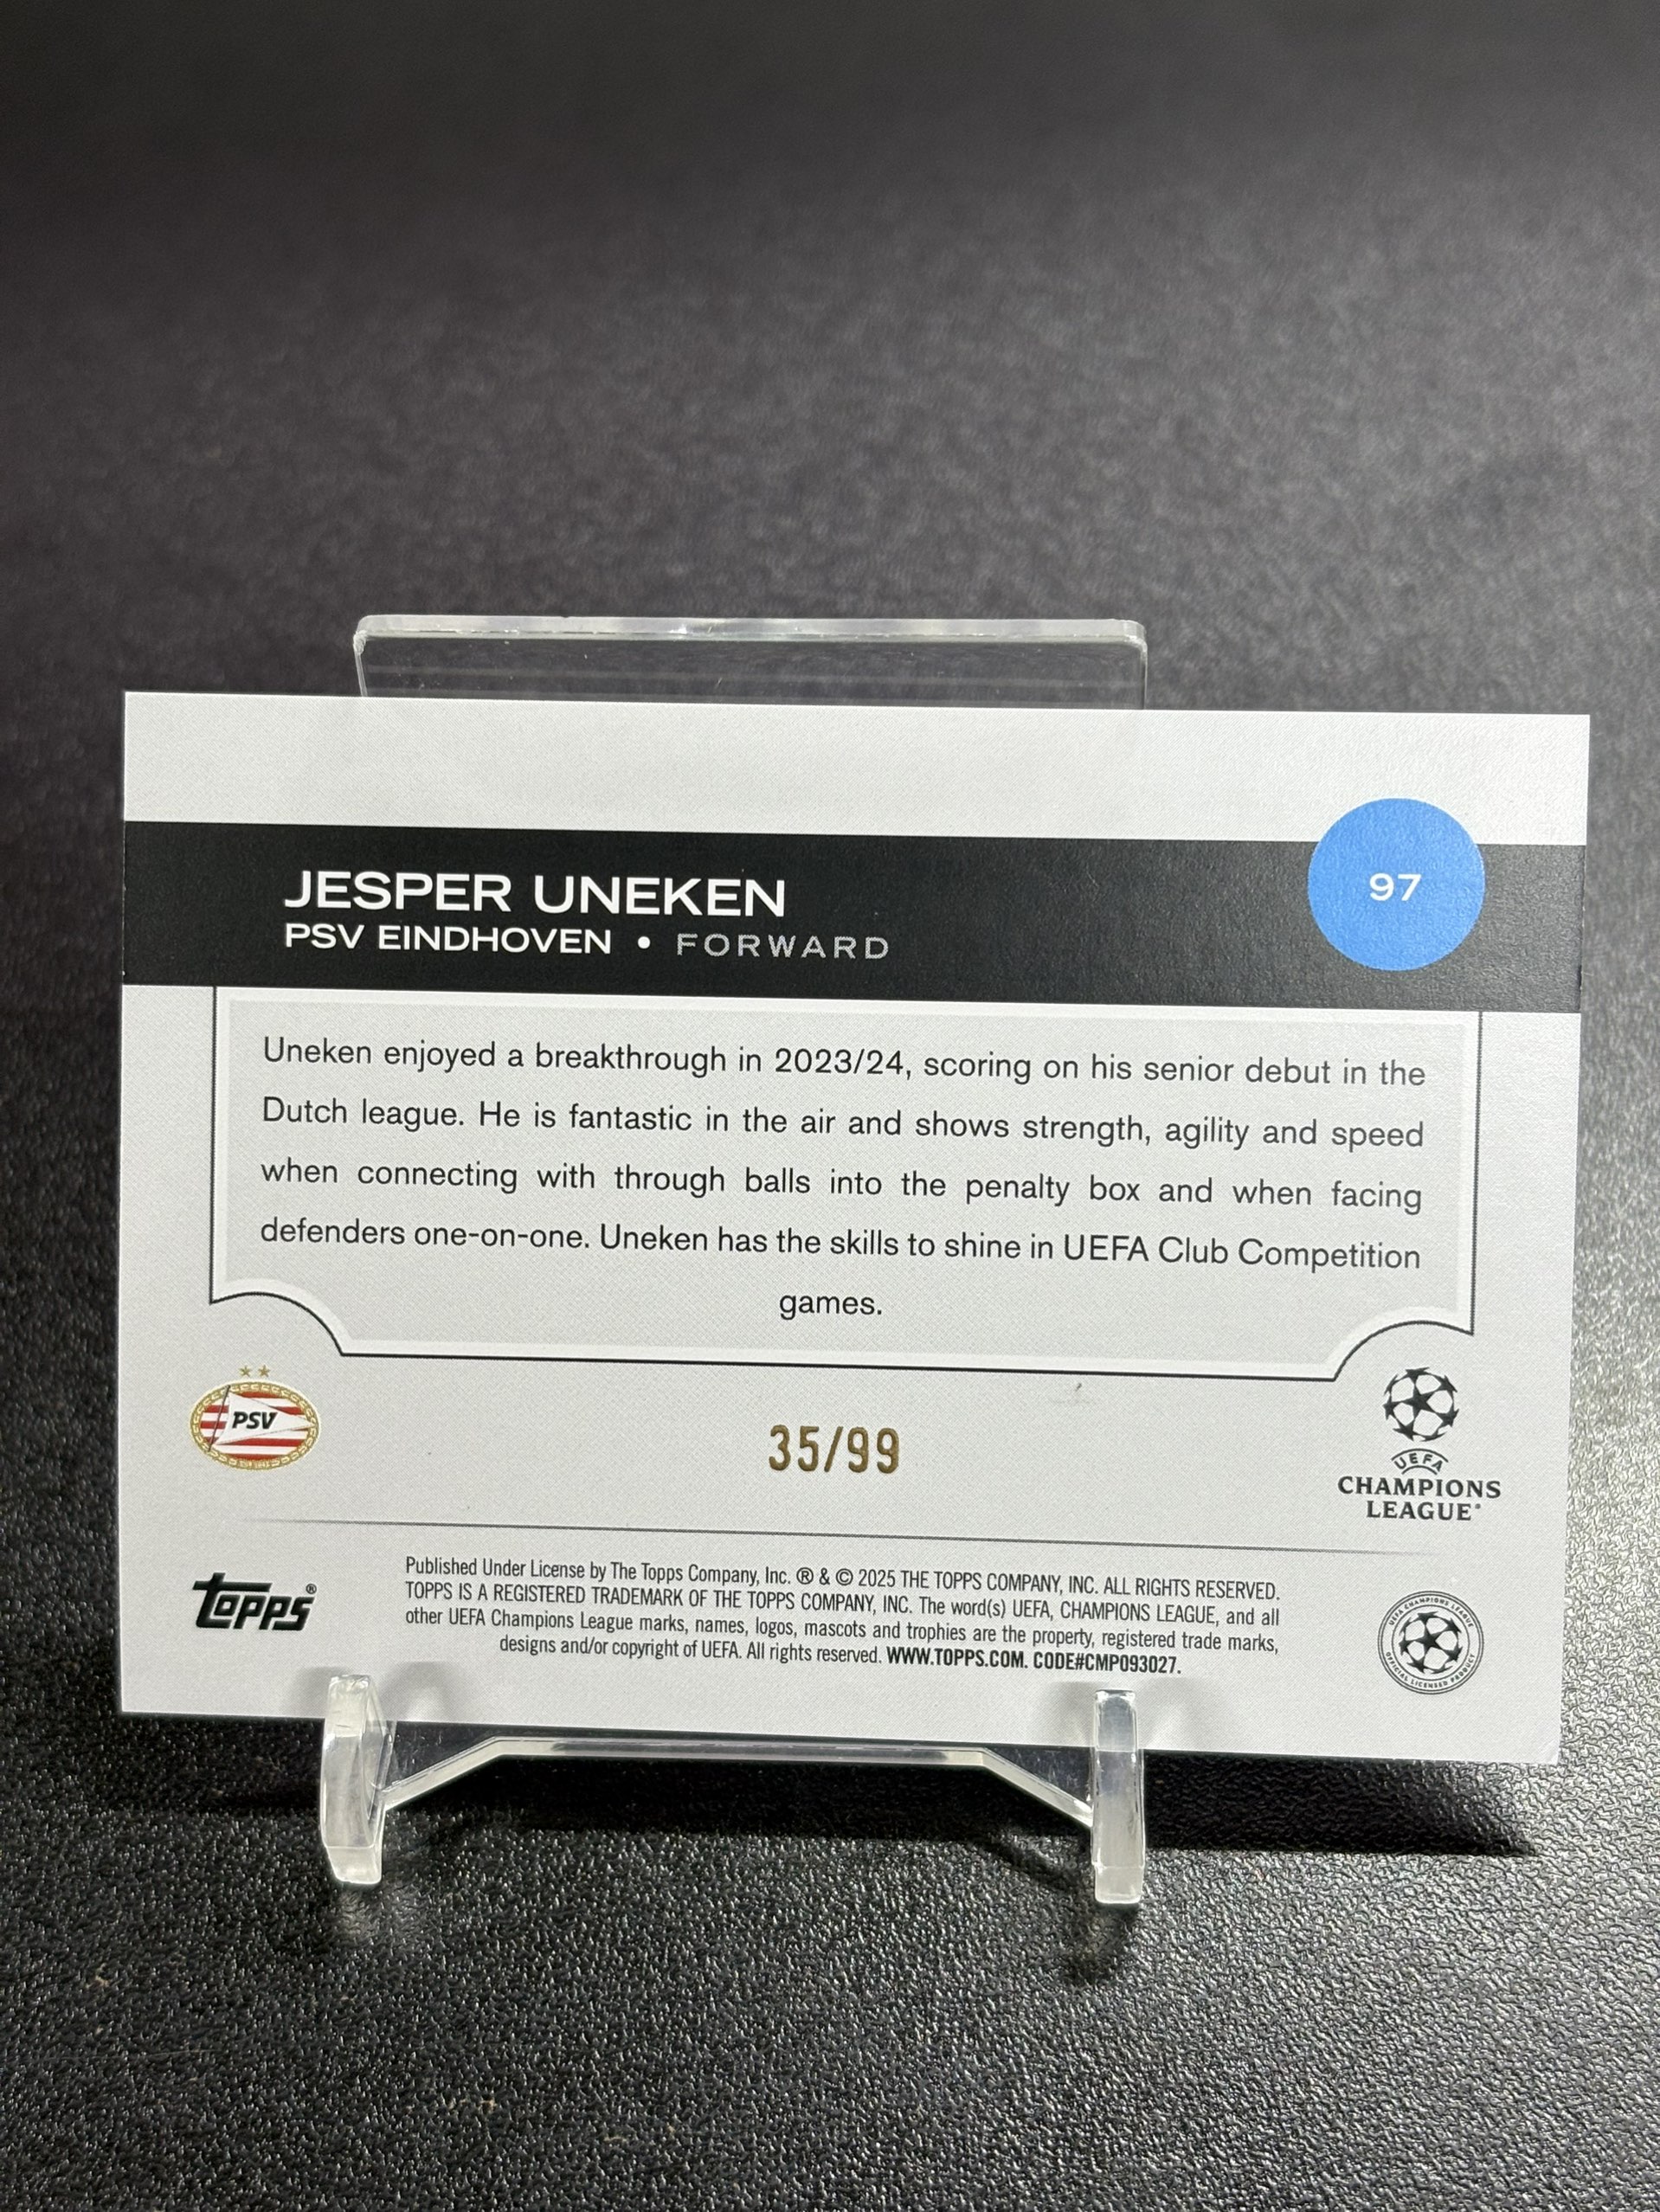 JESPER UNEKEN
PSV EINDHOVEN • FORWARD
97
Uneken enjoyed a breakthrough in 2023/24, scoring on his senior debut in the
Dutch league. He is fantastic in the air and shows strength, agility and speed
when connecting with through balls into the penalty box and when facing
defenders one-on-one. Uneken has the skills to shine in UEFA Club Competition
games.
PSV
35/99
UEFA
CHAMPIONS
LEAGUE®
Topps®
Published Under License by The Topps Company, Inc. ® & © 2025 THE TOPPS COMPANY, INC. ALL RIGHTS RESERVED.
TOPPS IS A REGISTERED TRADEMARK OF THE TOPPS COMPANY, INC. The word(s) UEFA, CHAMPIONS LEAGUE, and all
other UEFA Champions League marks, names, logos, mascots and trophies are the property, registered trade marks,
designs and/or copyright of UEFA. All rights reserved. WWW.TOPPS.COM. CODE#CMP093027.
UEFA CHAMPIONS LEAGUE
OFFICIAL LICENSED PRODUCT